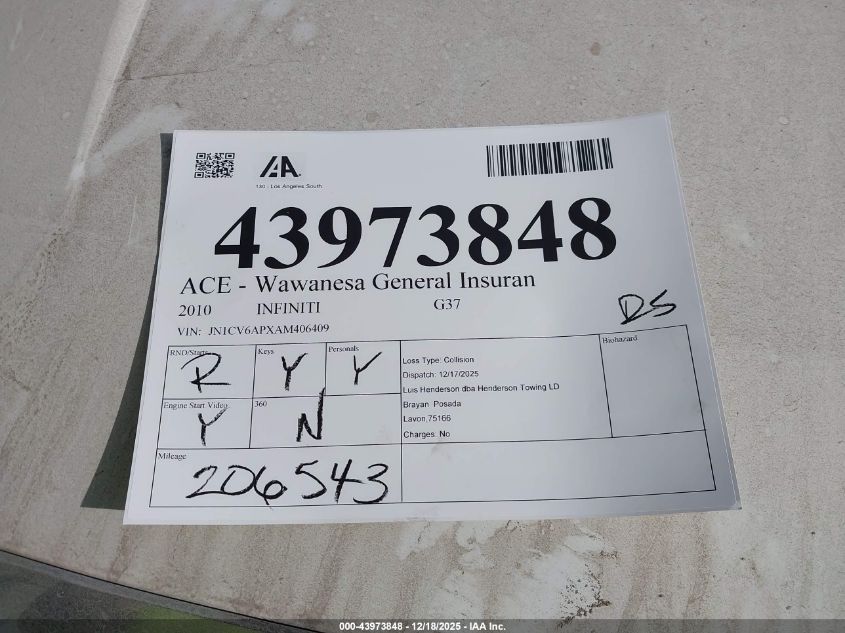 IAA.
130 - Los Angeles South
43973848
ACE - Wawanesa General Insuran
2010 INFINITI G37
VIN: JN1CV6APXAM406409
DS
RND/Starts Keys Personals
R Y Y
Engine Start Video 360
Y N
Mileage
206543
Loss Type: Collision
Dispatch: 12/17/2025
Luis Henderson dba Henderson Towing LD
Brayan Posada
Lavon,75166
Charges: No
Biohazard
000-43973848 - 12/18/2025 - IAA Inc.